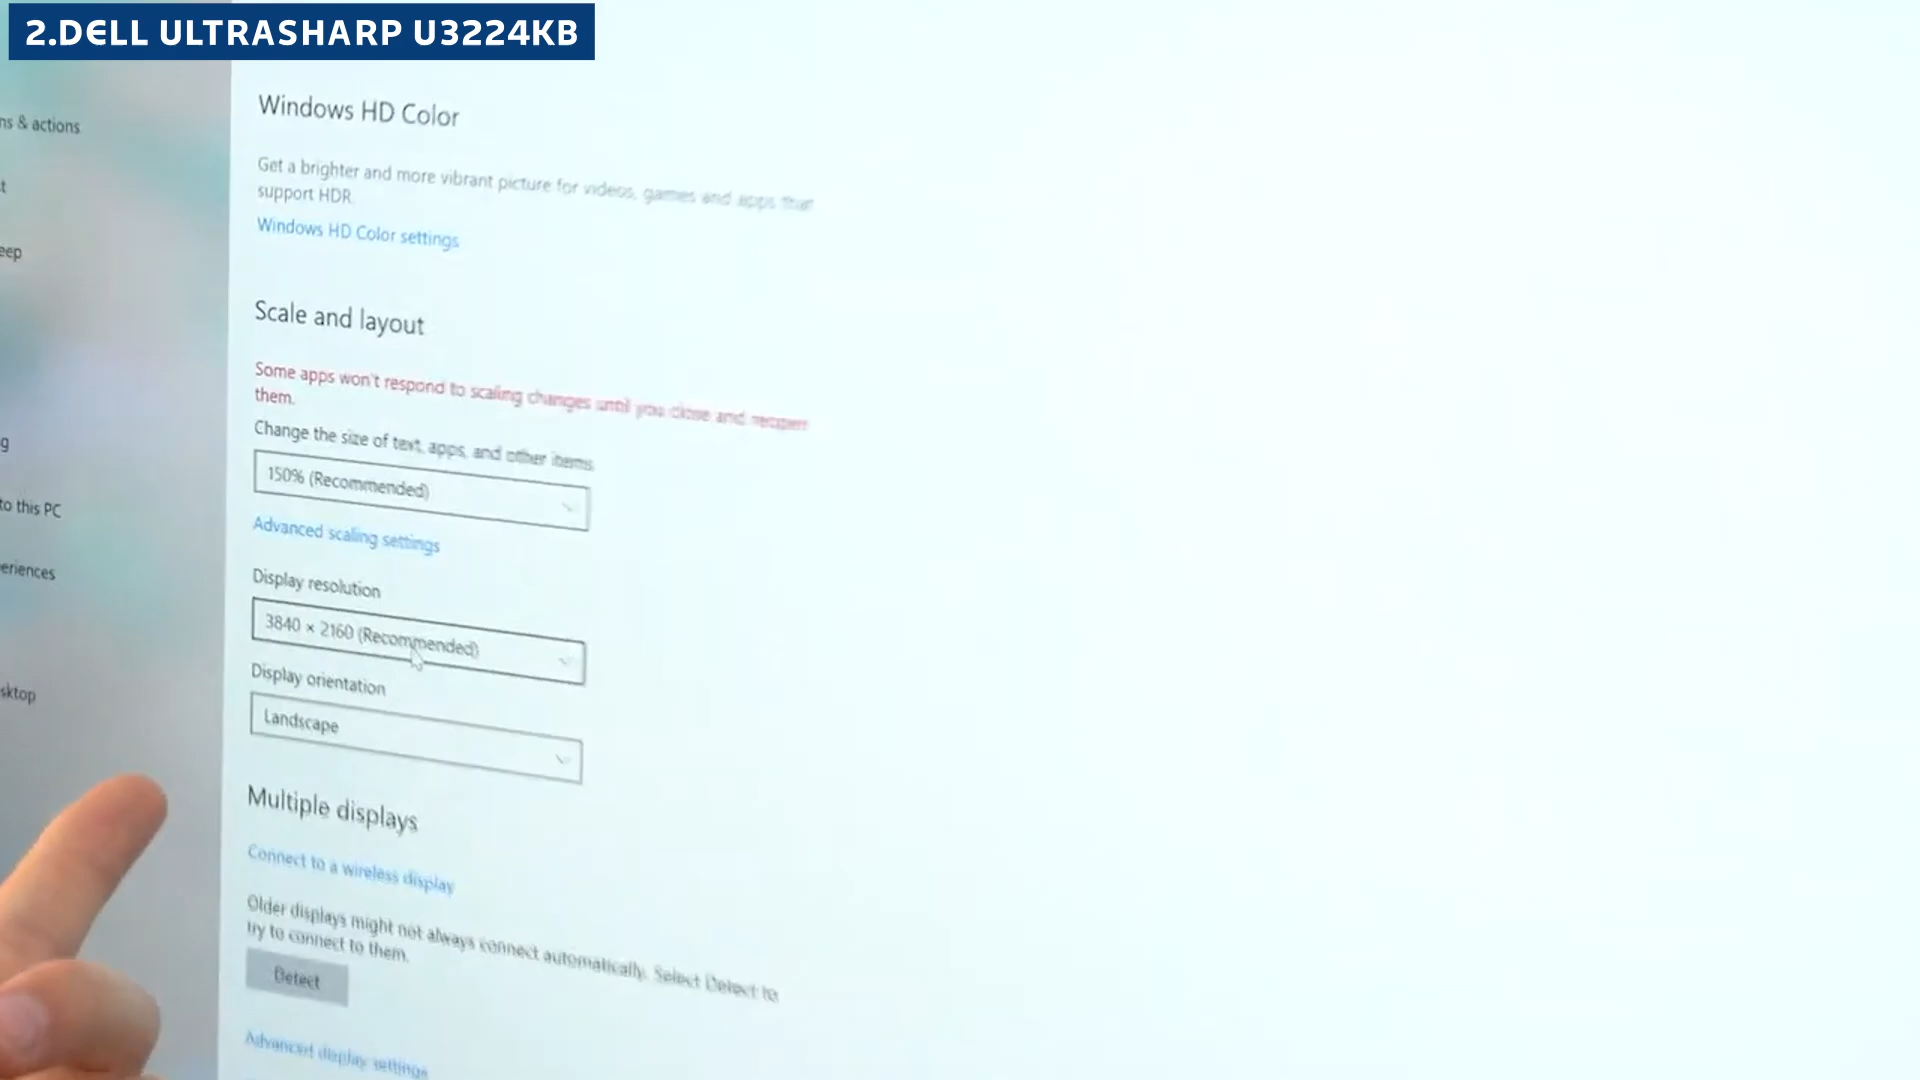 2.DELL ULTRASHARP U3224KB
ns & actions
t
eep
g
to this PC
eriences
sktop
Windows HD Color
Get a brighter and more vibrant picture for videos, games and apps that
support HDR.
Windows HD Color settings
Scale and layout
Some apps won't respond to scaling changes until you close and reopen
them.
Change the size of text, apps, and other items
150% (Recommended)
Advanced scaling settings
Display resolution
3840 × 2160 (Recommended)
Display orientation
Landscape
Multiple displays
Connect to a wireless display
Older displays might not always connect automatically. Select Detect to
try to connect to them.
Detect
Advanced display settings